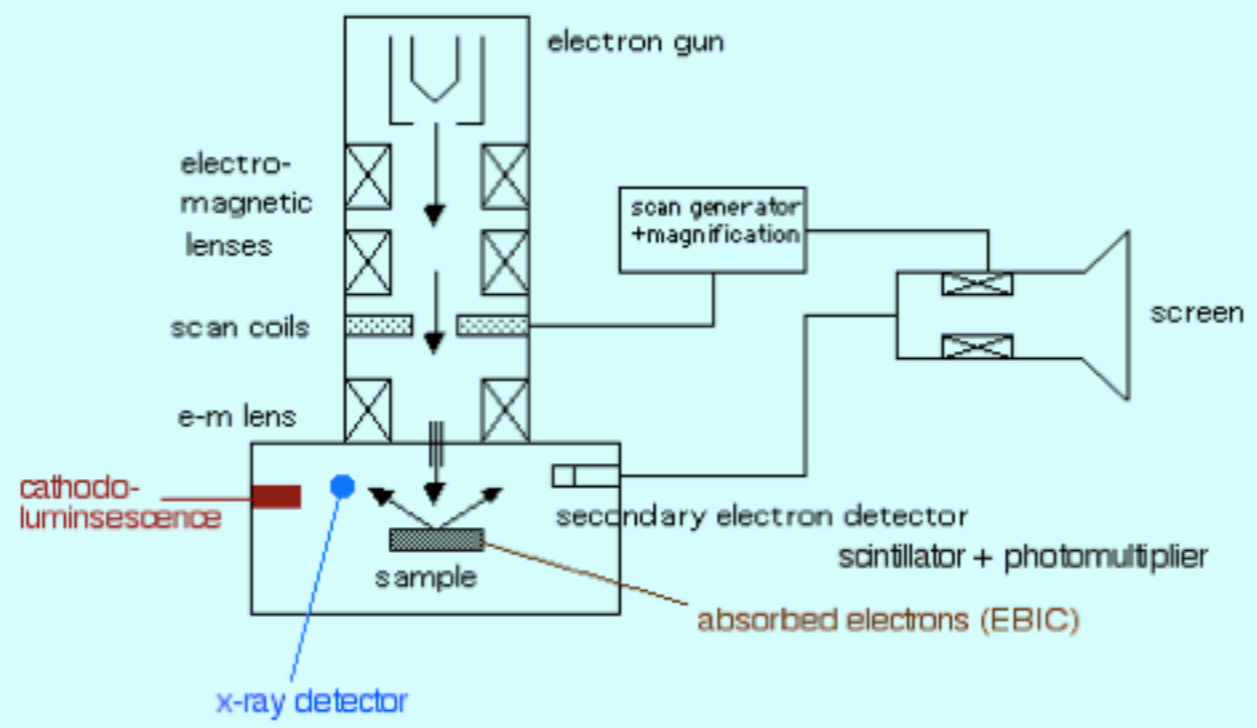 electron gun
electro-
magnetic
lenses
scan generator
+magnification
screen
scan coils
e-m lens
cathodo-
luminsescence
secondary electron detector
scintillator + photomultiplier
sample
absorbed electrons (EBIC)
x-ray detector